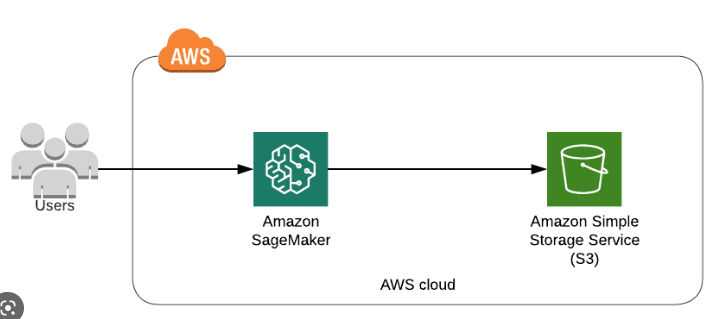 AWS
Users
Amazon
SageMaker
Amazon Simple
Storage Service
(S3)
AWS cloud